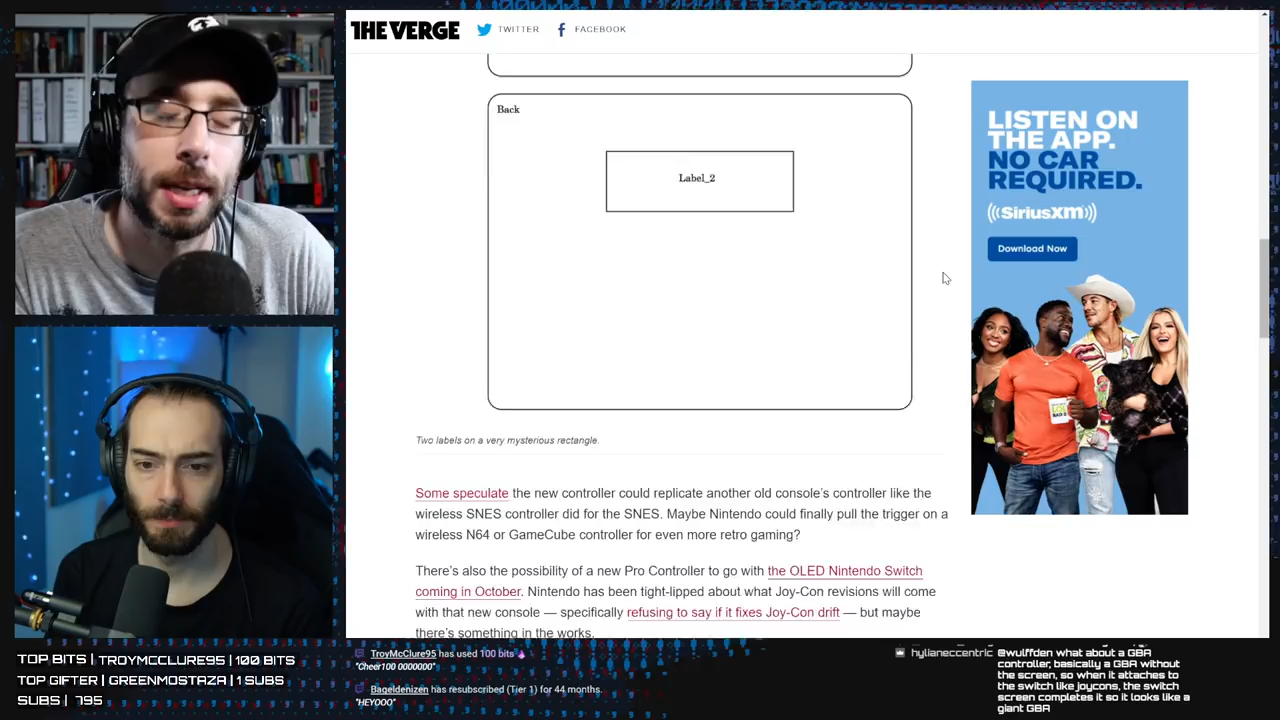 THE VERGE
TWITTER
FACEBOOK
Back
Label_2
Two labels on a very mysterious rectangle.
Some speculate the new controller could replicate another old console's controller like the
wireless SNES controller did for the SNES. Maybe Nintendo could finally pull the trigger on a
wireless N64 or GameCube controller for even more retro gaming?
There's also the possibility of a new Pro Controller to go with the OLED Nintendo Switch
coming in October. Nintendo has been tight-lipped about what Joy-Con revisions will come
with that new console — specifically refusing to say if it fixes Joy-Con drift — but maybe
there's something in the works.
LISTEN ON
THE APP.
NO CAR
REQUIRED.
((SiriusXM))
Download Now
TOP BITS | TROYMCCLURE95 | 100 BITS
TOP GIFTER | GREENMOSTAZA | 1 SUBS
SUBS | 795
TroyMcClure95 has used 100 bits
"Cheer100 0000000"
Bageldenizen has resubscribed (Tier 1) for 44 months.
"HEYOOO"
hylianeccentric
@wulffden what about a GBA
controller, basically a GBA without
the screen, so when it attaches to
the switch like joycons, the switch
screen completes it so it looks like a
giant GBA